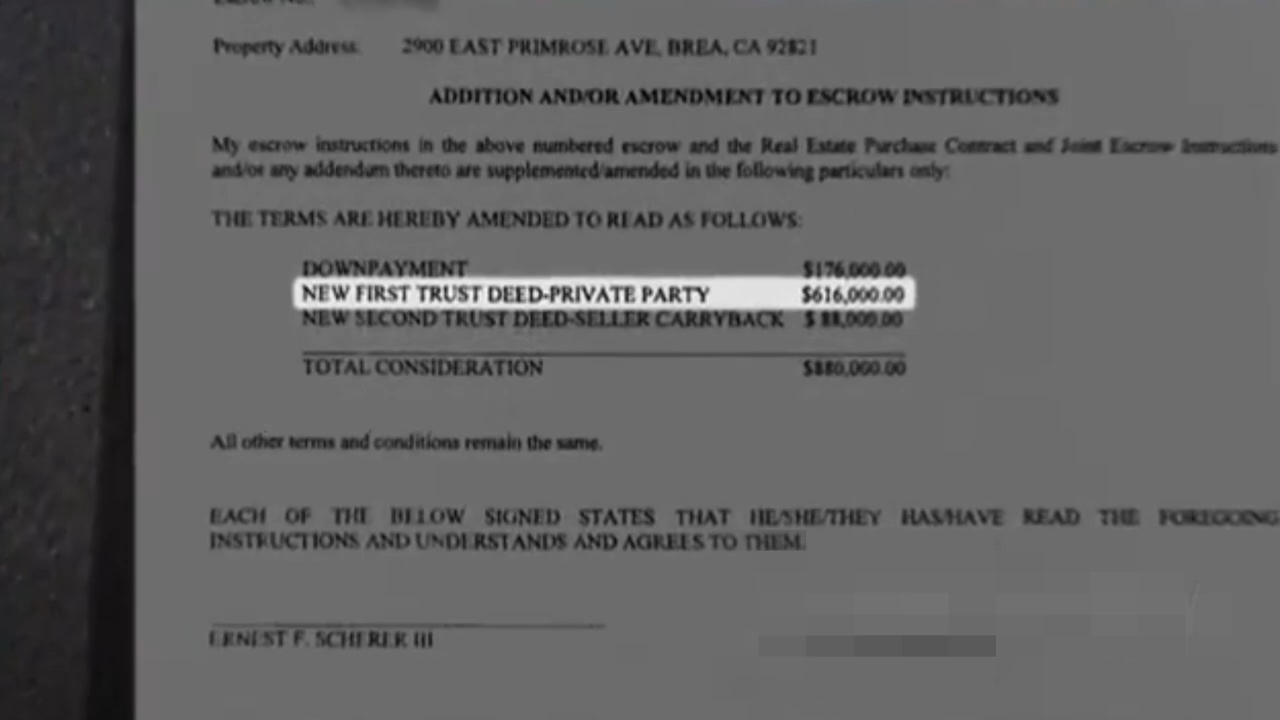 Property Address: 2900 EAST PRIMROSE AVE, BREA, CA 92821
ADDITION AND/OR AMENDMENT TO ESCROW INSTRUCTIONS
My escrow instructions in the above numbered escrow and the Real Estate Purchase Contract and Joint Escrow Instructions
and/or any addendum thereto are supplemented/amended in the following particulars only:
THE TERMS ARE HEREBY AMENDED TO READ AS FOLLOWS:
DOWNPAYMENT $176,000.00
NEW FIRST TRUST DEED-PRIVATE PARTY $616,000.00
NEW SECOND TRUST DEED-SELLER CARRYBACK $ 88,000.00
TOTAL CONSIDERATION $880,000.00
All other terms and conditions remain the same.
EACH OF THE BELOW SIGNED STATES THAT HE/SHE/THEY HAS/HAVE READ THE FOREGOING
INSTRUCTIONS AND UNDERSTANDS AND AGREES TO THEM.
ERNEST F. SCHERER III